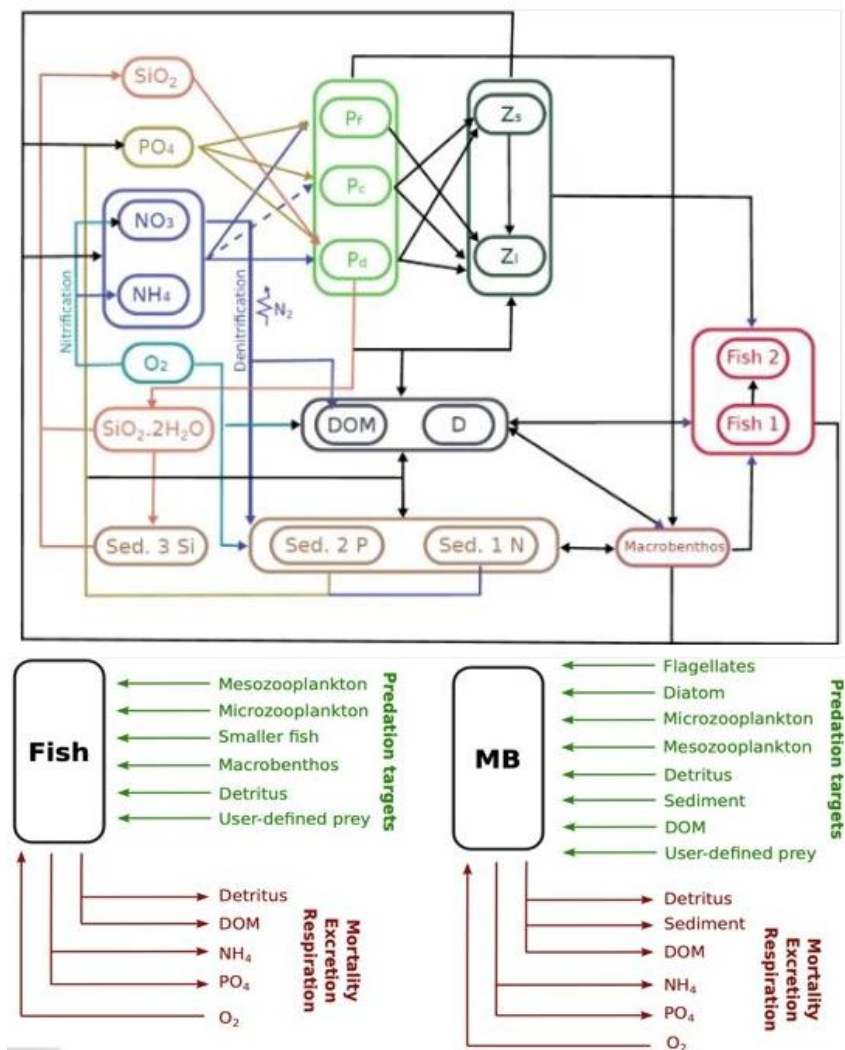 SiO₂
PO₄
NO₃
NH₄
Nitrification
O₂
Denitrification
N₂
SiO₂.2H₂O
Sed. 3 Si
Pf
Pc
Pd
Zs
Zl
DOM
D
Sed. 2 P
Sed. 1 N
Fish 2
Fish 1
Macrobenthos
Fish
Mesozooplankton
Microzooplankton
Smaller fish
Macrobenthos
Detritus
User-defined prey
Predation targets
Detritus
DOM
NH₄
PO₄
O₂
Mortality
Excretion
Respiration
MB
Flagellates
Diatom
Microzooplankton
Mesozooplankton
Detritus
Sediment
DOM
User-defined prey
Predation targets
Detritus
Sediment
DOM
NH₄
PO₄
O₂
Mortality
Excretion
Respiration